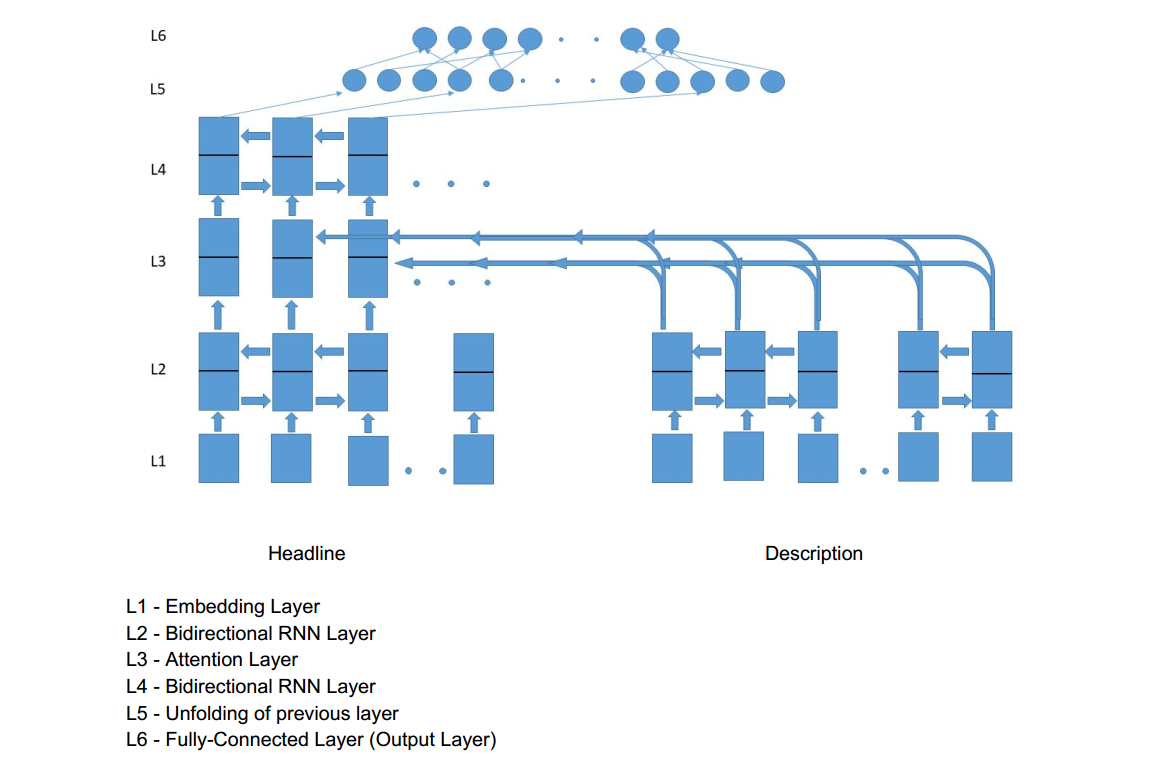 L6
L5
L4
L3
L2
L1
Headline
Description
L1 - Embedding Layer
L2 - Bidirectional RNN Layer
L3 - Attention Layer
L4 - Bidirectional RNN Layer
L5 - Unfolding of previous layer
L6 - Fully-Connected Layer (Output Layer)